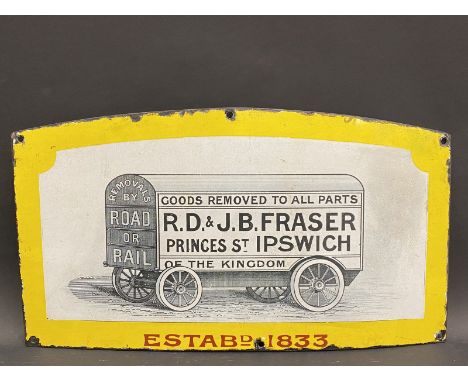 REMOVALS
BY
ROAD
OR
RAIL
GOODS REMOVED TO ALL PARTS
R.D. & J.B. FRASER
PRINCES ST IPSWICH
OF THE KINGDOM
ESTABD 1833